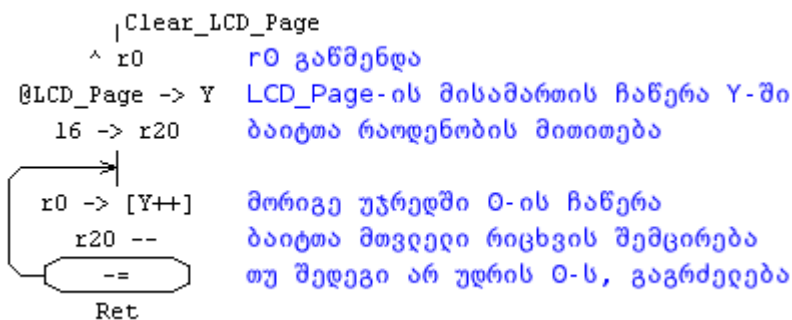 Clear_LCD_Page
^ r0 r0 გაწმენდა
@LCD_Page -> Y LCD_Page-ის მისამართის ჩაწერა Y-ში
16 -> r20 ბაიტთა რაოდენობის მითითება
r0 -> [Y++] მორიგე უჯრედში 0-ის ჩაწერა
r20 -- ბაიტთა მთვლელი რიცხვის შემცირება
-= თუ შედეგი არ უდრის 0-ს, გაგრძელება
Ret